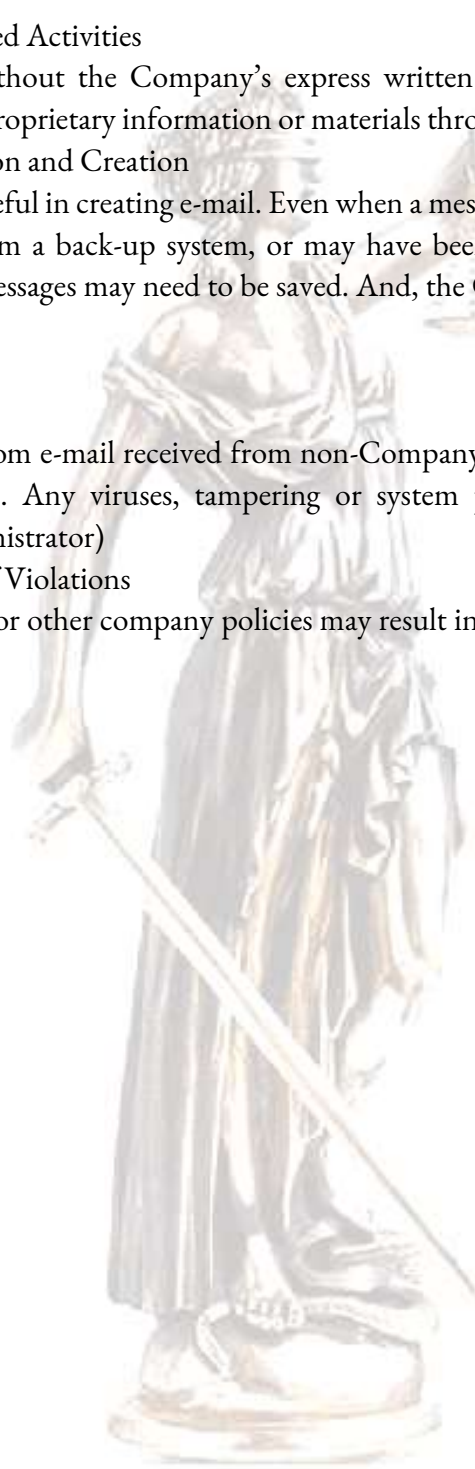 ed Activities
thout the Company’s express written
roprietary information or materials thro
on and Creation
eful in creating e-mail. Even when a mes
m a back-up system, or may have bee
essages may need to be saved. And, the
om e-mail received from non-Company
. Any viruses, tampering or system
nistrator)
Violations
or other company policies may result in